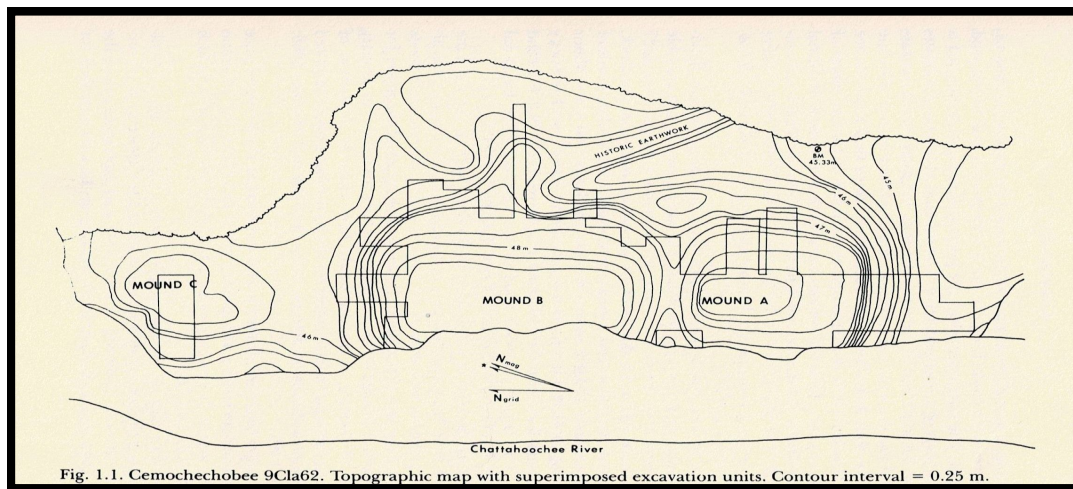 HISTORIC EARTHWORK
BM
45.33m
45m
46m
47m
48m
MOUND C
MOUND B
MOUND A
46m
N mag
*
N grid
Chattahoochee River
Fig. 1.1. Cemochechobee 9Cla62. Topographic map with superimposed excavation units. Contour interval = 0.25 m.